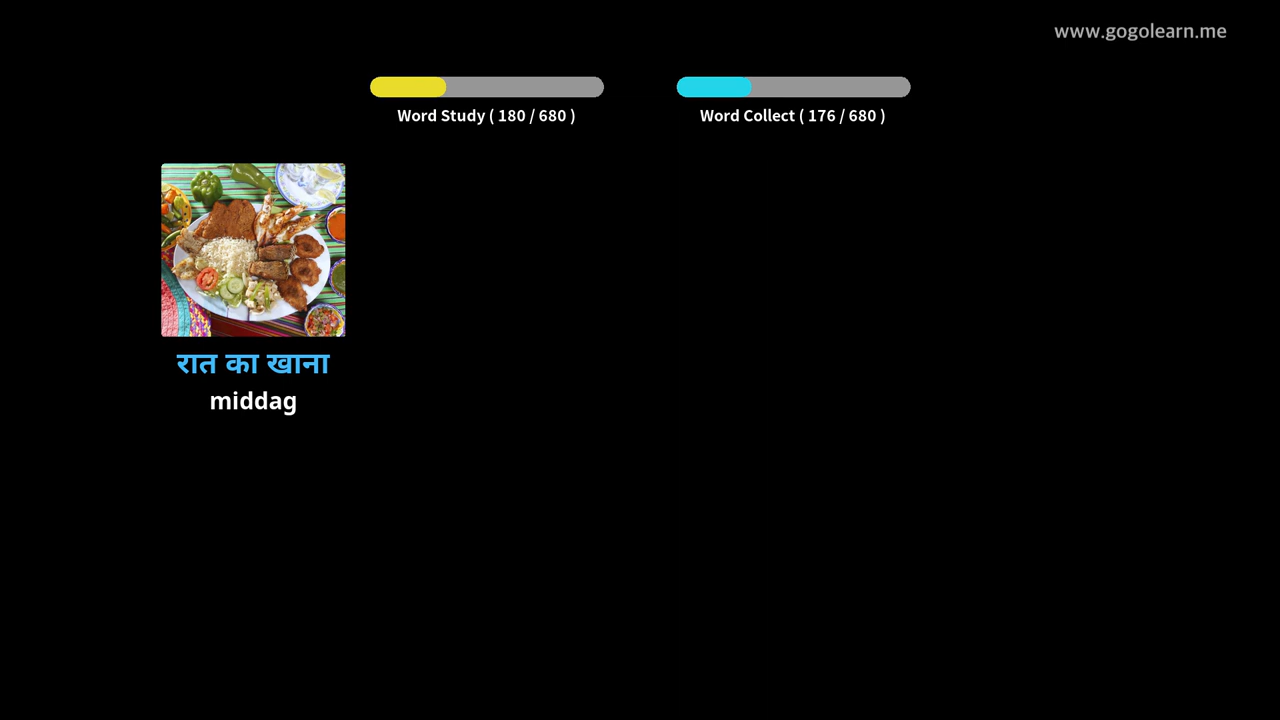 www.gogolearn.me
Word Study ( 180 / 680 )
Word Collect ( 176 / 680 )
रात का खाना
middag